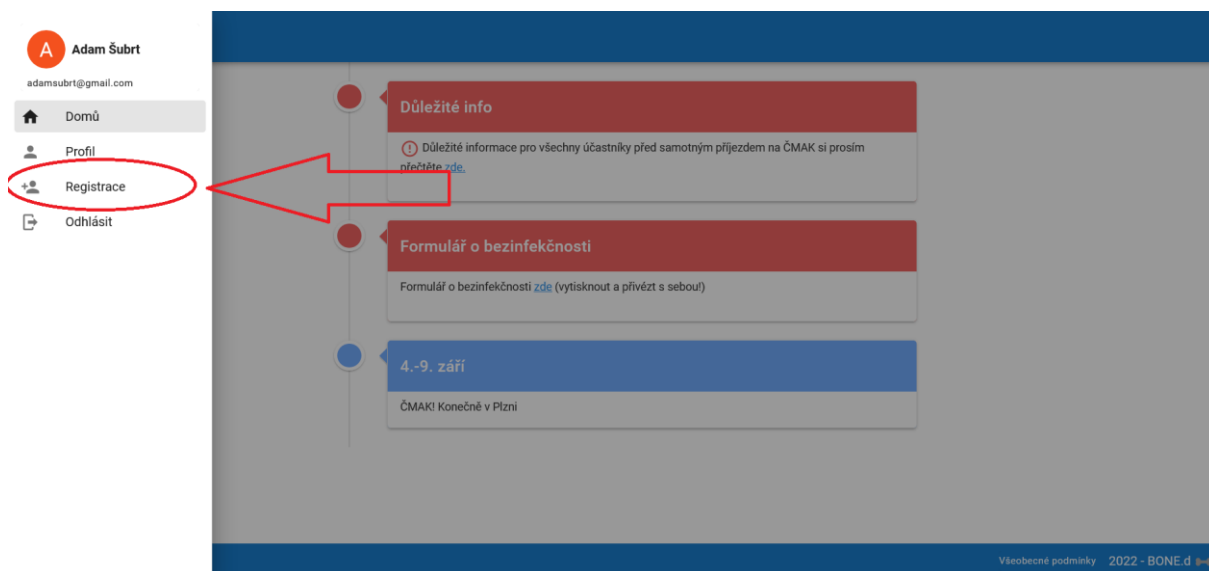 A
Adam Šubrt
adamsubrt@gmail.com
Domů
Profil
Registrace
Odhlásit
Důležité info
Důležité informace pro všechny účastníky před samotným příjezdem na ČMAK si prosím
přečtěte zde.
Formulář o bezinfekčnosti
Formulář o bezinfekčnosti zde (vytisknout a přivézt s sebou!)
4.-9. září
ČMAK! Konečně v Plzni
Všeobecné podmínky 2022 - BONE.d